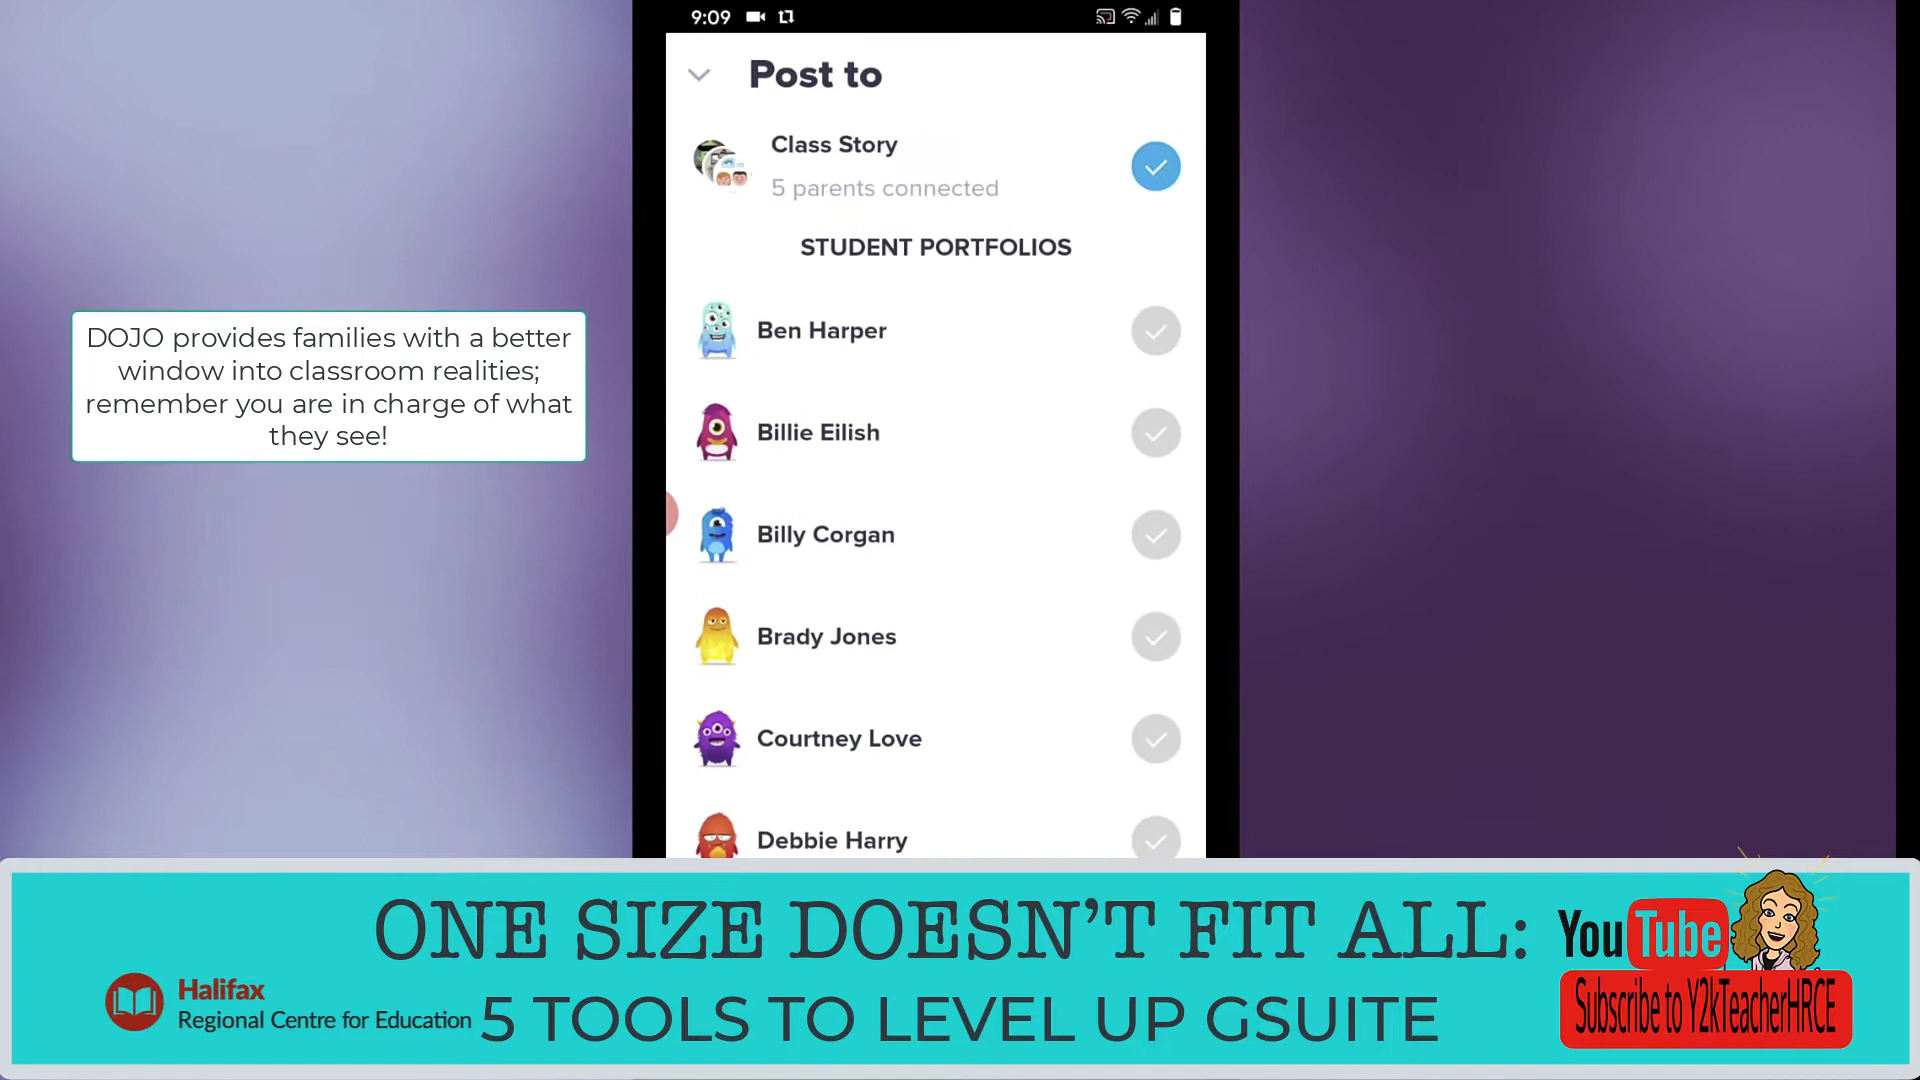 9:09
Post to
Class Story
5 parents connected
STUDENT PORTFOLIOS
Ben Harper
Billie Eilish
Billy Corgan
Brady Jones
Courtney Love
Debbie Harry
DOJO provides families with a better
window into classroom realities;
remember you are in charge of what
they see!
ONE SIZE DOESN'T FIT ALL:
5 TOOLS TO LEVEL UP GSUITE
Halifax
Regional Centre for Education
YouTube
Subscribe to Y2kTeacherHRCE